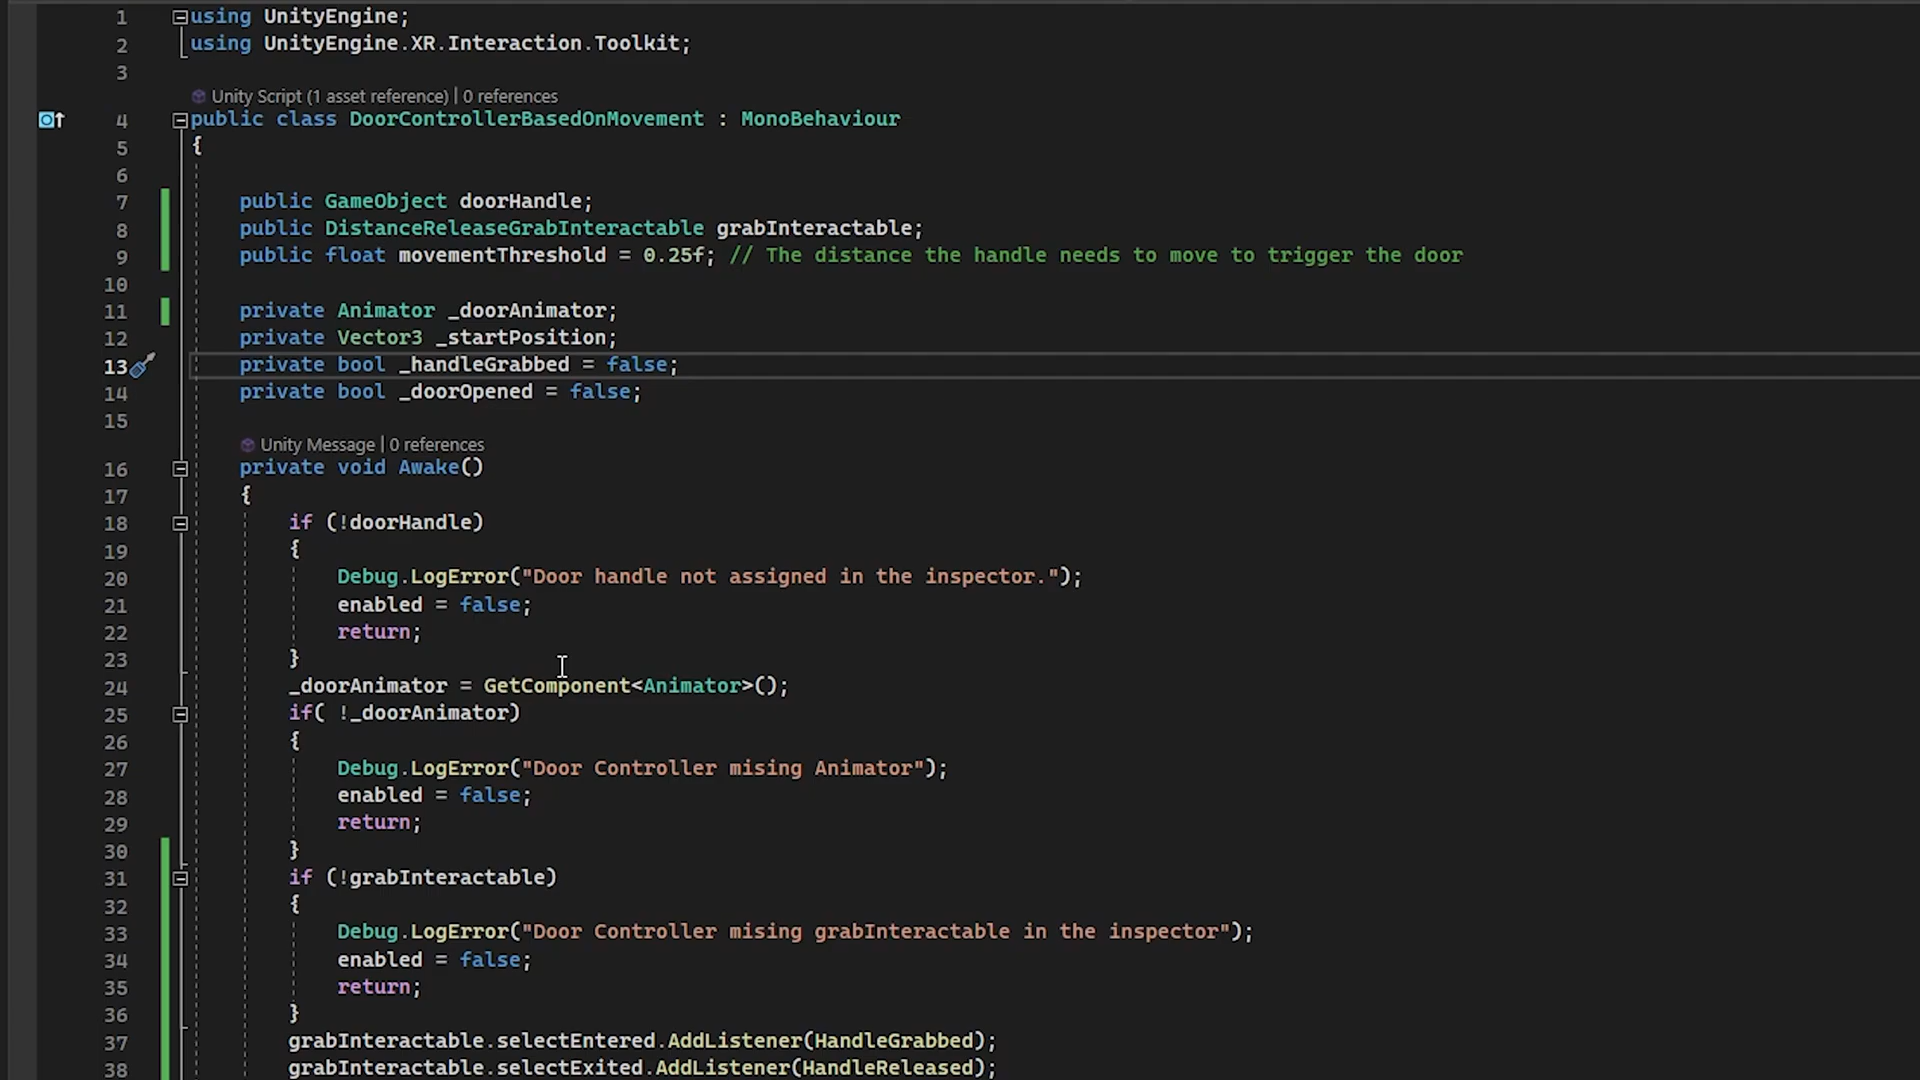 1 using UnityEngine;
2 using UnityEngine.XR.Interaction.Toolkit;
3
Unity Script (1 asset reference) | 0 references
4 public class DoorControllerBasedOnMovement : MonoBehaviour
5 {
6
7 public GameObject doorHandle;
8 public DistanceReleaseGrabInteractable grabInteractable;
9 public float movementThreshold = 0.25f; // The distance the handle needs to move to trigger the door
10
11 private Animator _doorAnimator;
12 private Vector3 _startPosition;
13 private bool _handleGrabbed = false;
14 private bool _doorOpened = false;
15
Unity Message | 0 references
16 private void Awake()
17 {
18 if (!doorHandle)
19 {
20 Debug.LogError("Door handle not assigned in the inspector.");
21 enabled = false;
22 return;
23 }
24 _doorAnimator = GetComponent<Animator>();
25 if( !_doorAnimator)
26 {
27 Debug.LogError("Door Controller mising Animator");
28 enabled = false;
29 return;
30 }
31 if (!grabInteractable)
32 {
33 Debug.LogError("Door Controller mising grabInteractable in the inspector");
34 enabled = false;
35 return;
36 }
37 grabInteractable.selectEntered.AddListener(HandleGrabbed);
38 grabInteractable.selectExited.AddListener(HandleReleased);